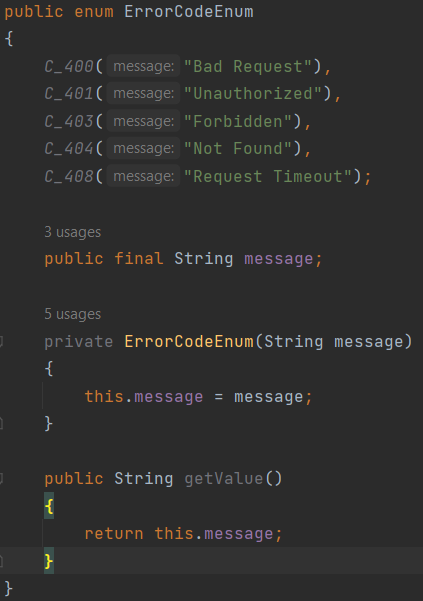 public enum ErrorCodeEnum
{
    C_400( message: "Bad Request"),
    C_401( message: "Unauthorized"),
    C_403( message: "Forbidden"),
    C_404( message: "Not Found"),
    C_408( message: "Request Timeout");
    3 usages
    public final String message;
    5 usages
    private ErrorCodeEnum(String message)
    {
        this.message = message;
    }
    public String getValue()
    {
        return this.message;
    }
}